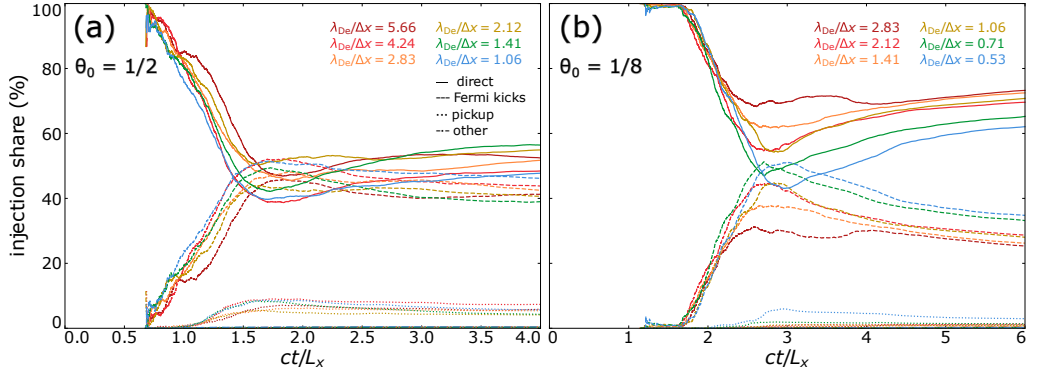 injection share (%)
100
80
60
40
20
0
(a)
θ₀ = 1/2
λDe/Δx = 5.66
λDe/Δx = 2.12
λDe/Δx = 4.24
λDe/Δx = 1.41
λDe/Δx = 2.83
λDe/Δx = 1.06
direct
Fermi kicks
pickup
other
0.0 0.5 1.0 1.5 2.0 2.5 3.0 3.5 4.0
ct/Lₓ
(b)
θ₀ = 1/8
λDe/Δx = 2.83
λDe/Δx = 1.06
λDe/Δx = 2.12
λDe/Δx = 0.71
λDe/Δx = 1.41
λDe/Δx = 0.53
0 1 2 3 4 5 6
ct/Lₓ